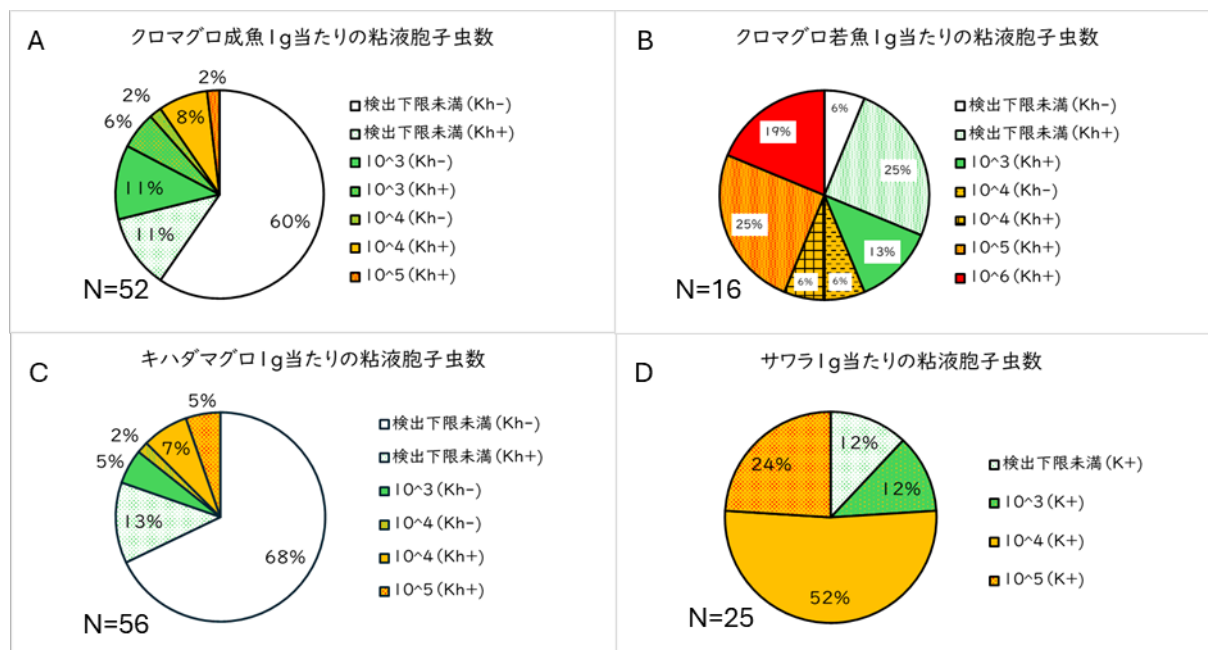 A
クロマグロ成魚1g当たりの粘液胞子虫数
2%
2%
8%
6%
11%
11%
60%
検出下限未満(Kh-)
検出下限未満(Kh+)
10^3(Kh-)
10^3(Kh+)
10^4(Kh-)
10^4(Kh+)
10^5(Kh+)
N=52
B
クロマグロ若魚1g当たりの粘液胞子虫数
6%
19%
25%
25%
13%
6%
6%
検出下限未満(Kh-)
検出下限未満(Kh+)
10^3(Kh+)
10^4(Kh-)
10^4(Kh+)
10^5(Kh+)
10^6(Kh+)
N=16
C
キハダマグロ1g当たりの粘液胞子虫数
5%
2%
7%
5%
13%
68%
検出下限未満(Kh-)
検出下限未満(Kh+)
10^3(Kh-)
10^4(Kh-)
10^4(Kh+)
10^5(Kh+)
N=56
D
サワラ1g当たりの粘液胞子虫数
12%
24%
12%
52%
検出下限未満(K+)
10^3(K+)
10^4(K+)
10^5(K+)
N=25